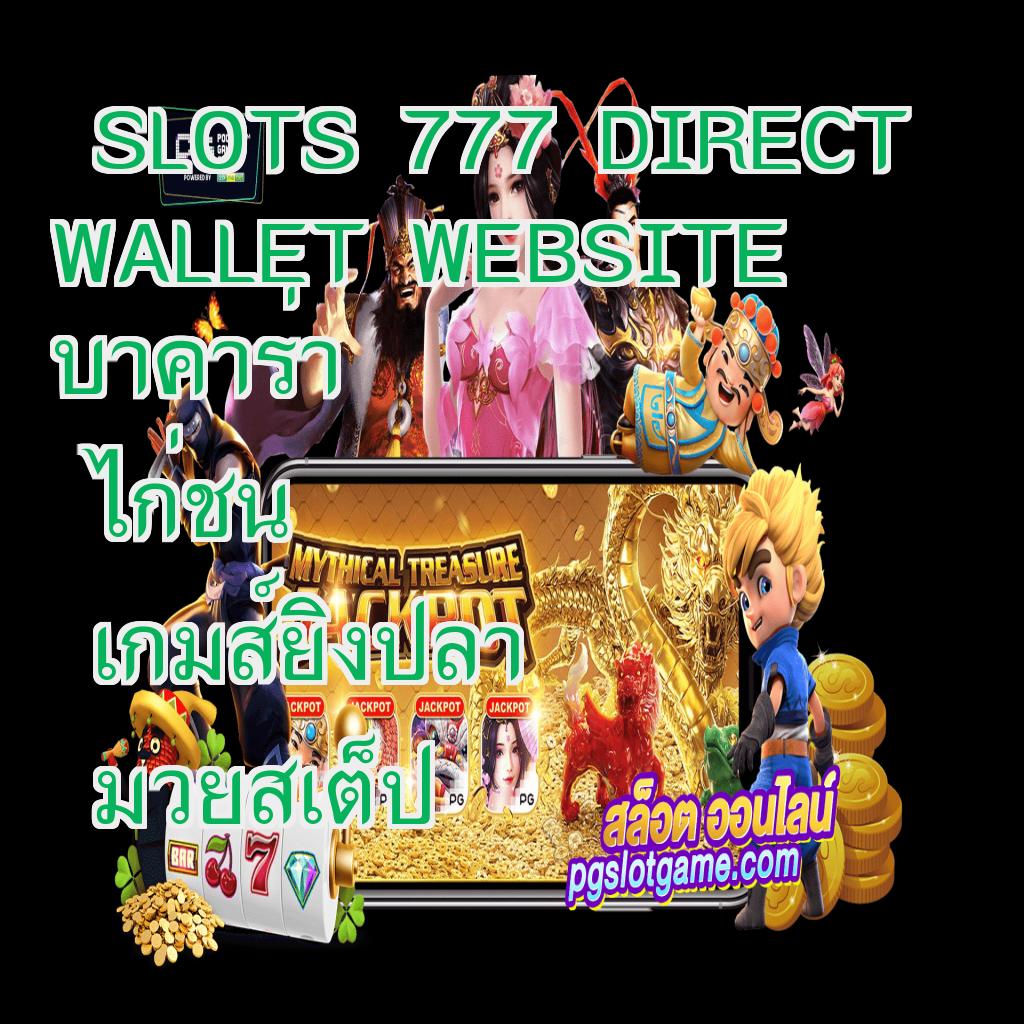 SLOTS 777 DIRECT
WALLET WEBSITE
บาคาร่า
ไก่ชน
เกมส์ยิงปลา
มวยสเต็ป
POWERED BY
MYTHICAL TREASURE
JACKPOT
JACKPOT JACKPOT JACKPOT JACKPOT
PG PG
BAR 7
สล็อต ออนไลน์
pgslotgame.com